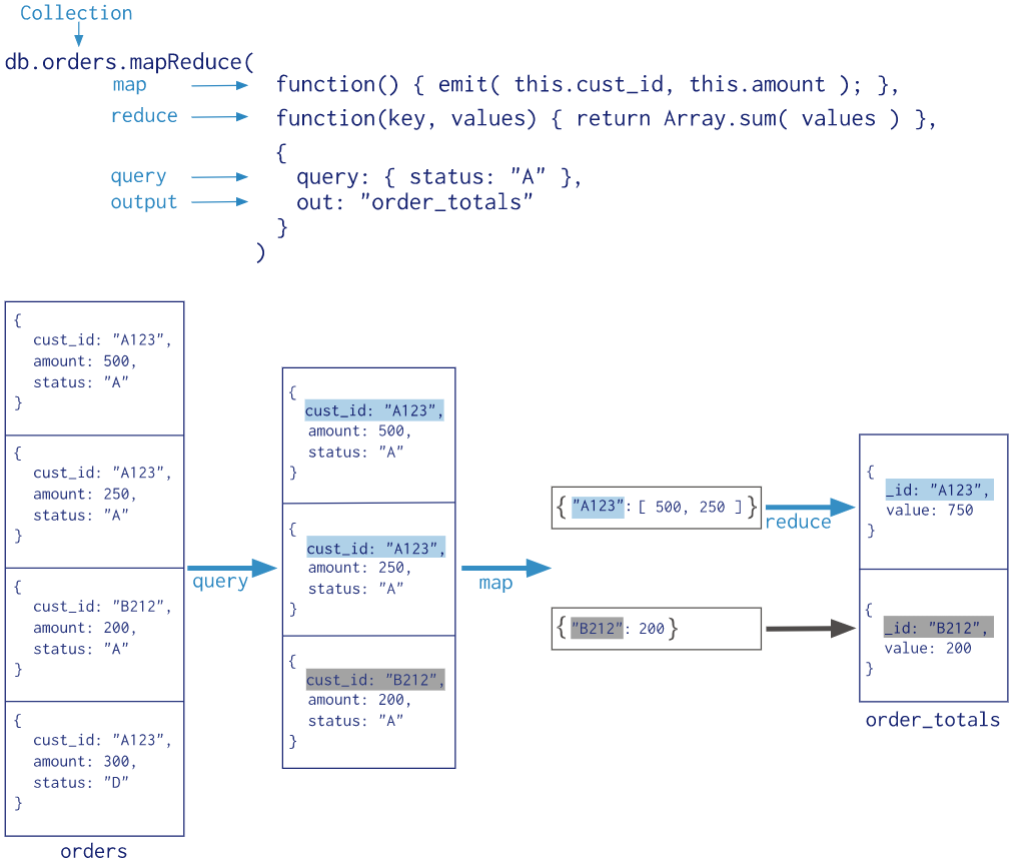 Collection
db.orders.mapReduce(
map function() { emit( this.cust_id, this.amount ); },
reduce function(key, values) { return Array.sum( values ) },
{
query query: { status: "A" },
output out: "order_totals"
}
)
{
cust_id: "A123",
amount: 500,
status: "A"
}
{
cust_id: "A123",
amount: 250,
status: "A"
}
{
cust_id: "B212",
amount: 200,
status: "A"
}
{
cust_id: "A123",
amount: 300,
status: "D"
}
orders
query
{
cust_id: "A123",
amount: 500,
status: "A"
}
{
cust_id: "A123",
amount: 250,
status: "A"
}
{
cust_id: "B212",
amount: 200,
status: "A"
}
map
{"A123":[ 500, 250 ]}
{"B212": 200}
reduce
{
_id: "A123",
value: 750
}
{
_id: "B212",
value: 200
}
order_totals